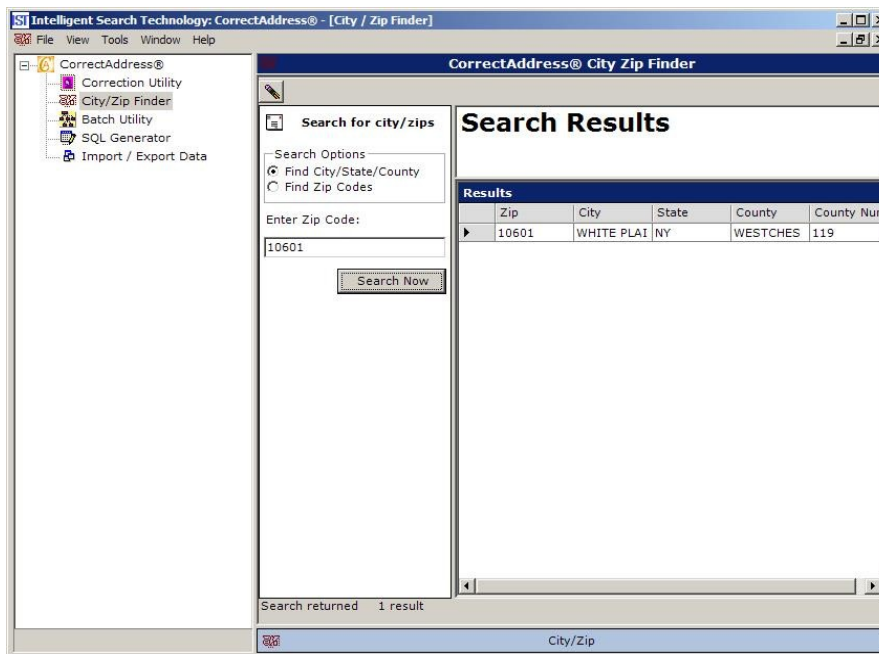 Intelligent Search Technology: CorrectAddress® - [City / Zip Finder]
File View Tools Window Help
CorrectAddress®
Correction Utility
City/Zip Finder
Batch Utility
SQL Generator
Import / Export Data
CorrectAddress® City Zip Finder
Search for city/zips
Search Options
Find City/State/County
Find Zip Codes
Enter Zip Code:
10601
Search Now
Search returned 1 result
Search Results
Results
Zip City State County County Nur
10601 WHITE PLAI NY WESTCHES 119
City/Zip